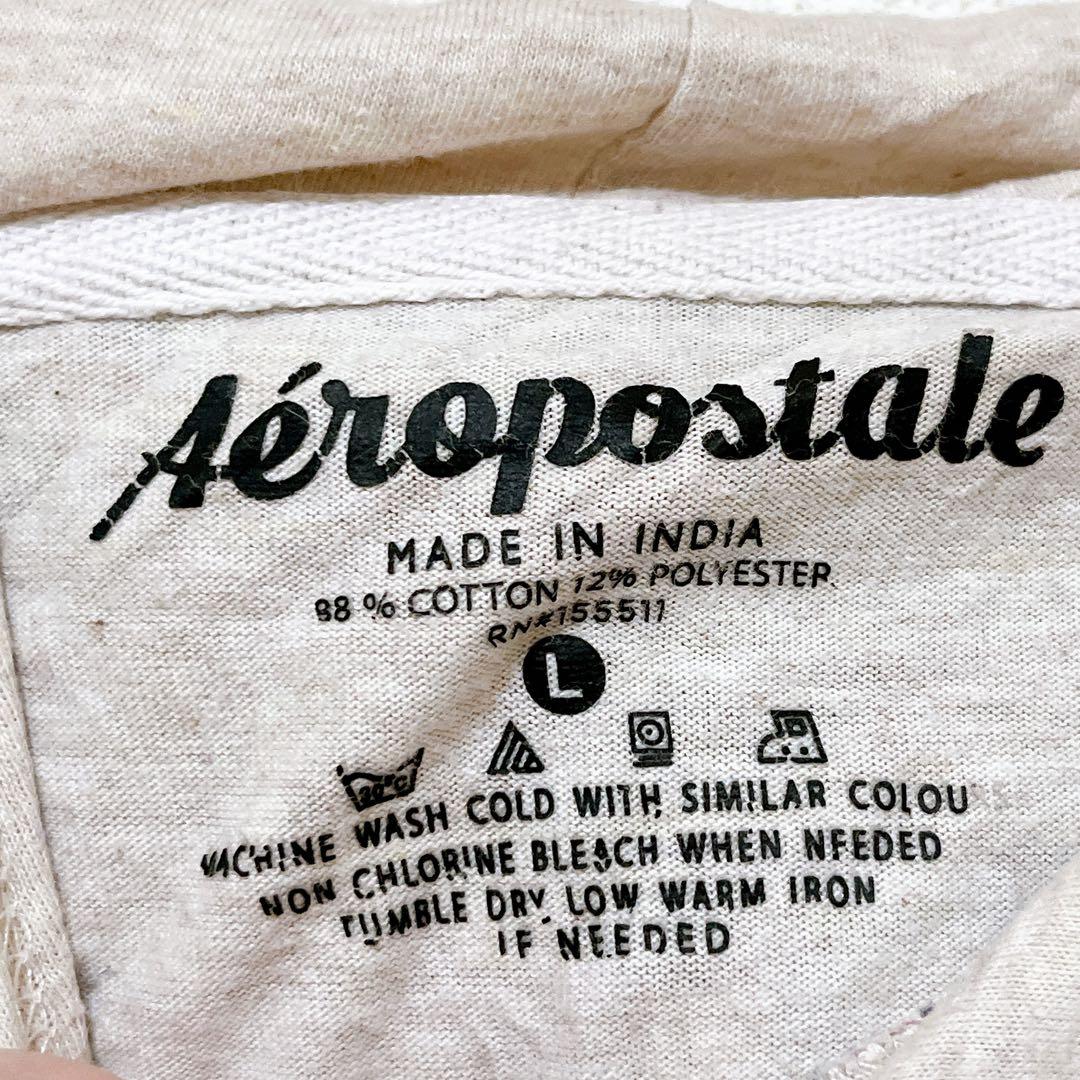 Aéropostale
MADE IN INDIA
88 % COTTON 12% POLYESTER
RN#155511
L
30°C
MACHINE WASH COLD WITH SIMILAR COLOU
NON CHLORINE BLEACH WHEN NEEDED
TUMBLE DRY LOW WARM IRON
IF NEEDED